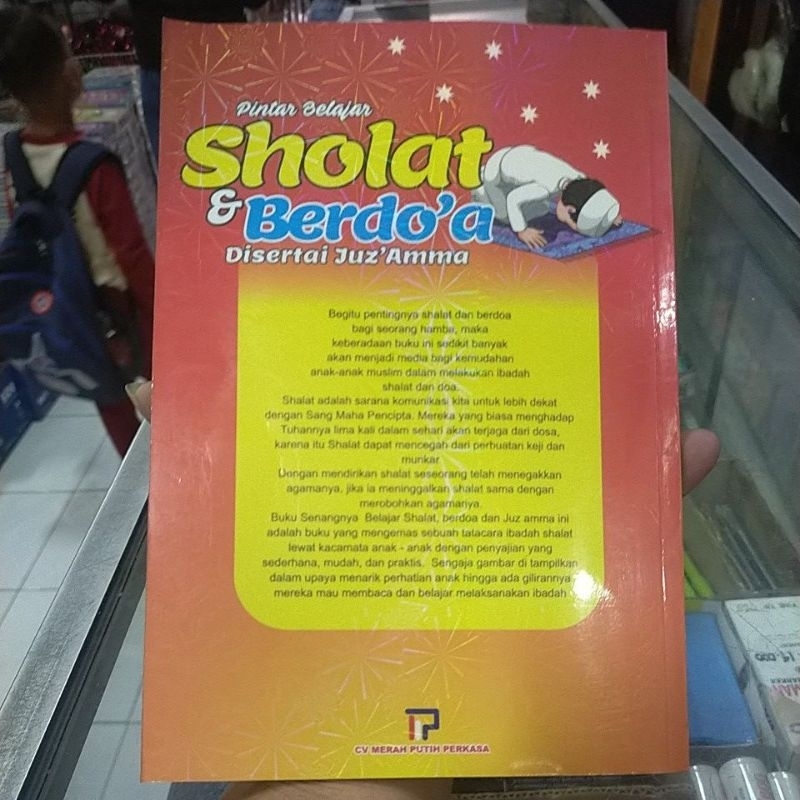 Pintar Belajar
Sholat
& Berdo'a
Disertai Juz'Amma
Begitu pentingnya shalat dan berdoa
bagi seorang hamba, maka
keberadaan buku ini sedikit banyak
akan menjadi media bagi kemudahan
anak-anak muslim dalam melakukan ibadah
shalat dan doa.
Shalat adalah sarana komunikasi kita untuk lebih dekat
dengan Sang Maha Pencipta. Mereka yang biasa menghadap
Tuhannya lima kali dalam sehari akan terjaga dari dosa,
karena itu Shalat dapat mencegah dari perbuatan keji dan
munkar.
Dengan mendirikan shalat seseorang telah menegakkan
agamanya, jika ia meninggalkan shalat sama dengan
merobohkan agamanya.
Buku Senangnya Belajar Shalat, berdoa dan Juz amma ini
adalah buku yang mengemas sebuah tatacara ibadah shalat
lewat kacamata anak - anak dengan penyajian yang
sederhana, mudah, dan praktis. Sengaja gambar di tampilkan
dalam upaya menarik perhatian anak hingga ada gilirannya
mereka mau membaca dan belajar melaksanakan ibadah
CV MERAH PUTIH PERKASA